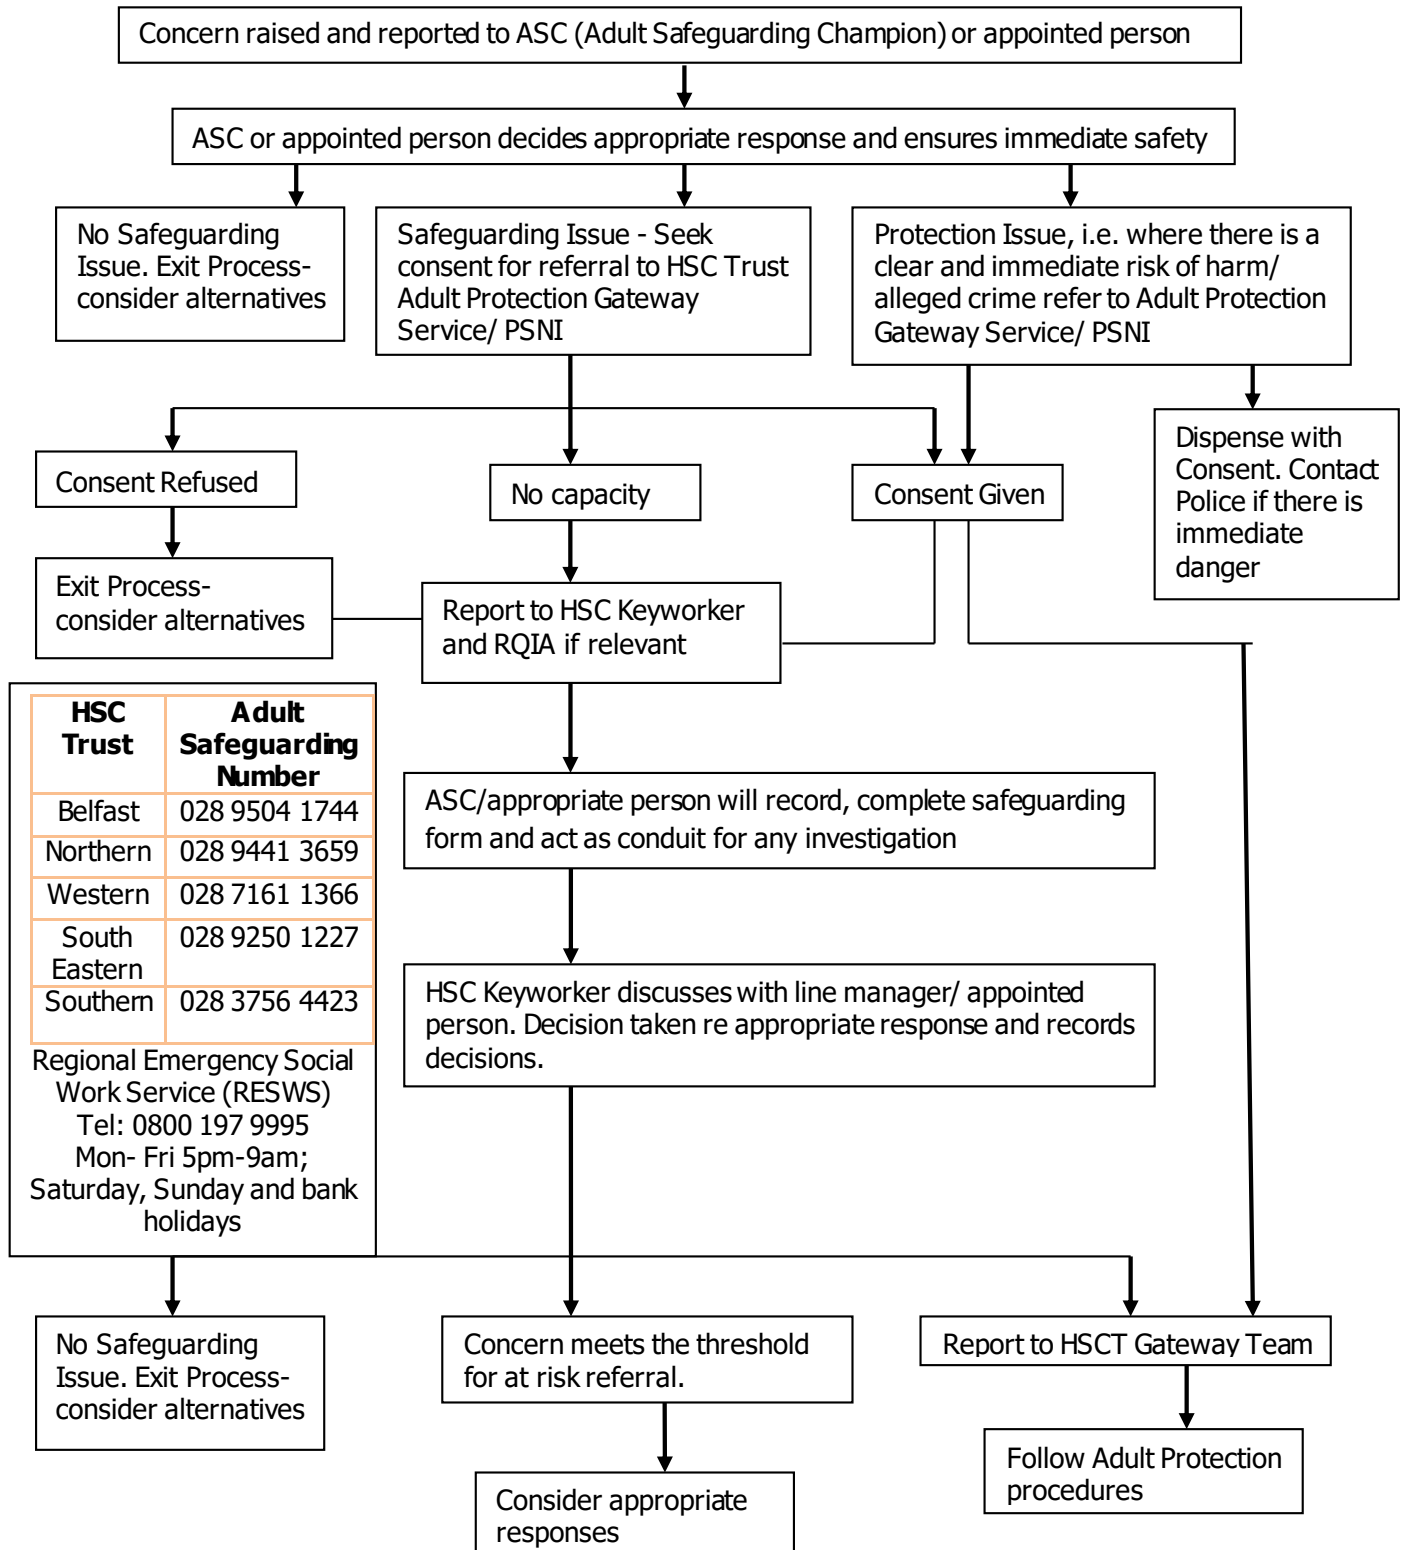 Concern raised and reported to ASC (Adult Safeguarding Champion) or appointed person
ASC or appointed person decides appropriate response and ensures immediate safety
No Safeguarding
Issue. Exit Process-
consider alternatives
Safeguarding Issue - Seek
consent for referral to HSC Trust
Adult Protection Gateway
Service/ PSNI
Protection Issue, i.e. where there is a
clear and immediate risk of harm/
alleged crime refer to Adult Protection
Gateway Service/ PSNI
Consent Refused
No capacity
Consent Given
Dispense with
Consent. Contact
Police if there is
immediate
danger
Exit Process-
consider alternatives
Report to HSC Keyworker
and RQIA if relevant
HSC
Trust
Adult
Safeguarding
Number
Belfast 028 9504 1744
Northern 028 9441 3659
Western 028 7161 1366
South
Eastern
028 9250 1227
Southern 028 3756 4423
Regional Emergency Social
Work Service (RESWS)
Tel: 0800 197 9995
Mon- Fri 5pm-9am;
Saturday, Sunday and bank
holidays
ASC/appropriate person will record, complete safeguarding
form and act as conduit for any investigation
HSC Keyworker discusses with line manager/ appointed
person. Decision taken re appropriate response and records
decisions.
No Safeguarding
Issue. Exit Process-
consider alternatives
Concern meets the threshold
for at risk referral.
Report to HSCT Gateway Team
Consider appropriate
responses
Follow Adult Protection
procedures